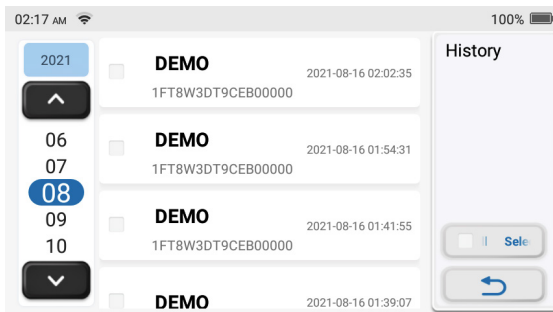 02:17 AM
100%
2021
06
07
08
09
10
DEMO
2021-08-16 02:02:35
1FT8W3DT9CEB00000
DEMO
2021-08-16 01:54:31
1FT8W3DT9CEB00000
DEMO
2021-08-16 01:41:55
1FT8W3DT9CEB00000
DEMO
2021-08-16 01:39:07
History
ll Sele